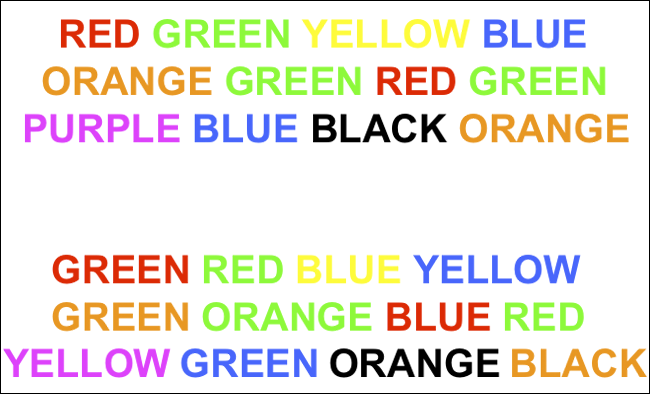 RED GREEN YELLOW BLUE
ORANGE GREEN RED GREEN
PURPLE BLUE BLACK ORANGE
GREEN RED BLUE YELLOW
GREEN ORANGE BLUE RED
YELLOW GREEN ORANGE BLACK